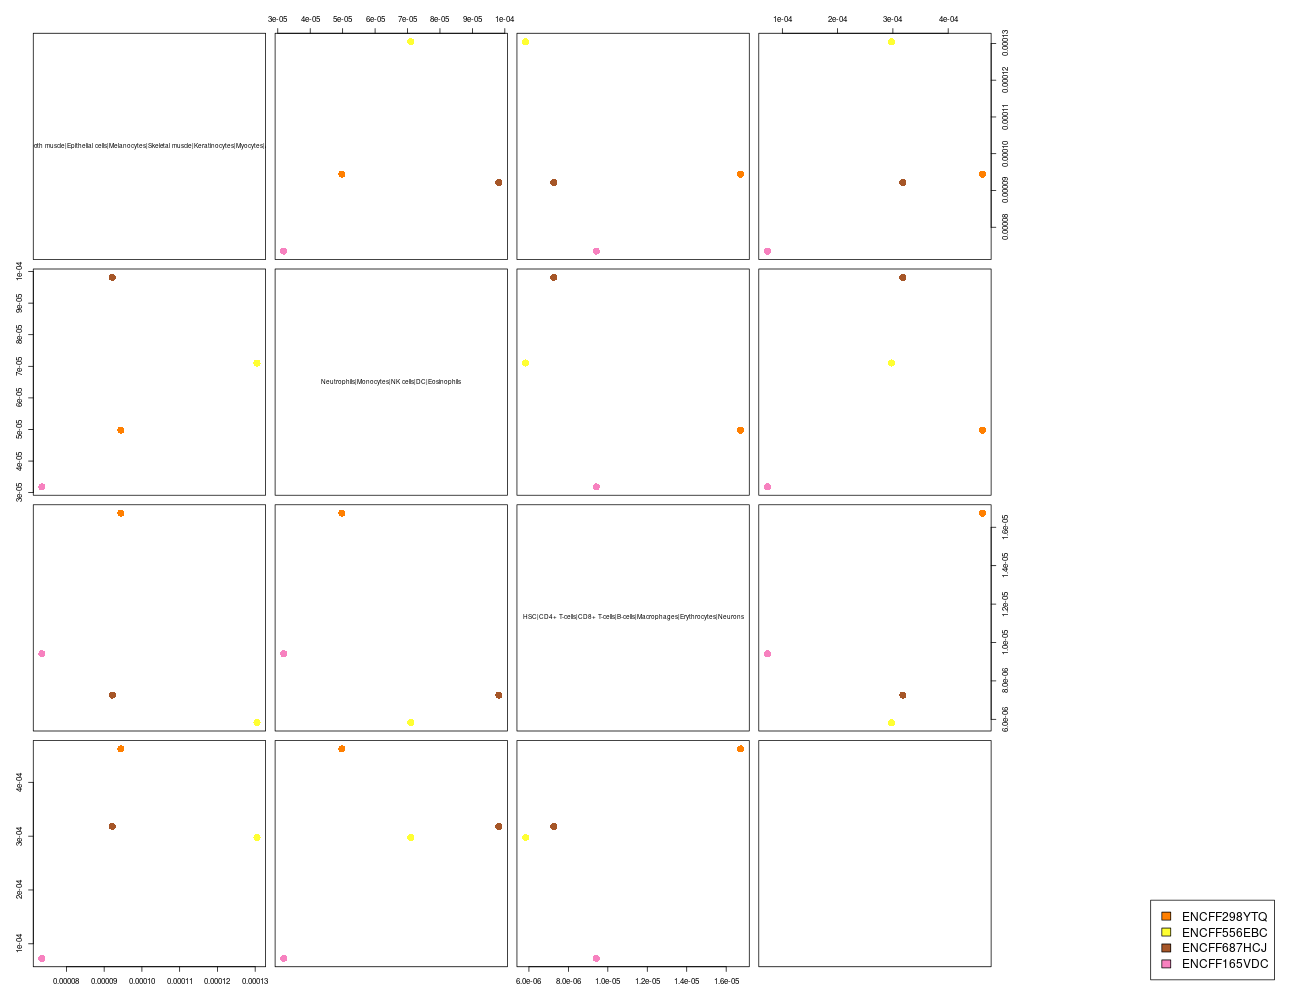 3e-05 4e-05 5e-05 6e-05 7e-05 8e-05 9e-05 1e-04
1e-04 2e-04 3e-04 4e-04
oth muscle|Epithelial cells|Melanocytes|Skeletal muscle|Keratinocytes|Myocytes|
0.00008 0.00009 0.00010 0.00011 0.00012 0.00013
3e-05 4e-05 5e-05 6e-05 7e-05 8e-05 9e-05 1e-04
Neutrophils|Monocytes|NK cells|DC|Eosinophils
HSC|CD4+ T-cells|CD8+ T-cells|B-cells|Macrophages|Erythrocytes|Neurons
6.0e-06 8.0e-06 1.0e-05 1.2e-05 1.4e-05 1.6e-05
1e-04 2e-04 3e-04 4e-04
0.00008 0.00009 0.00010 0.00011 0.00012 0.00013
6.0e-06 8.0e-06 1.0e-05 1.2e-05 1.4e-05 1.6e-05
ENCFF298YTQ
ENCFF556EBC
ENCFF687HCJ
ENCFF165VDC